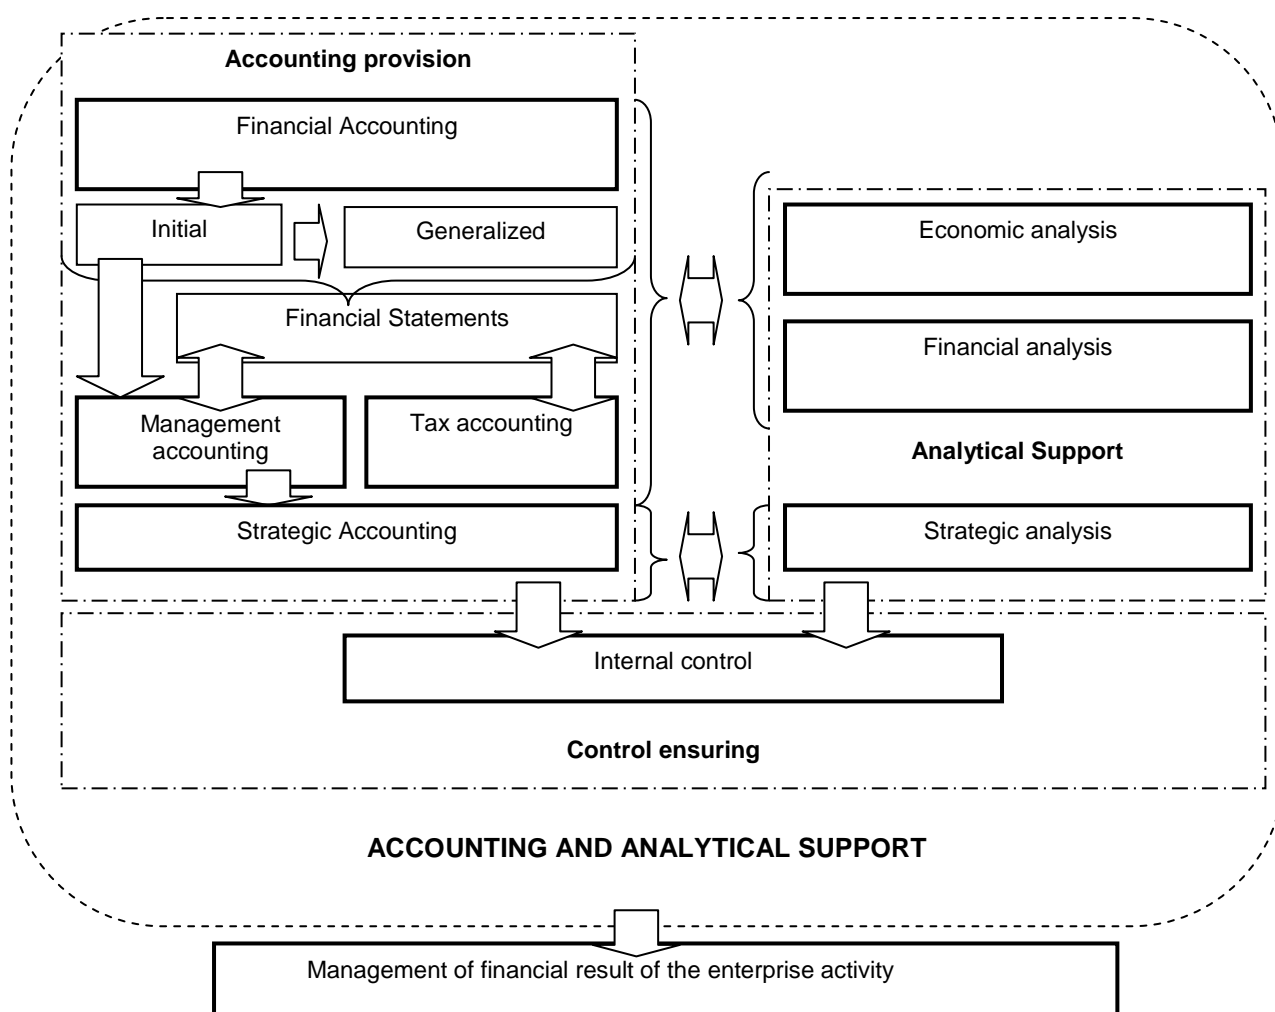 Accounting provision
Financial Accounting
Initial
Generalized
Financial Statements
Management
accounting
Tax accounting
Strategic Accounting
Economic analysis
Financial analysis
Analytical Support
Strategic analysis
Internal control
Control ensuring
ACCOUNTING AND ANALYTICAL SUPPORT
Management of financial result of the enterprise activity